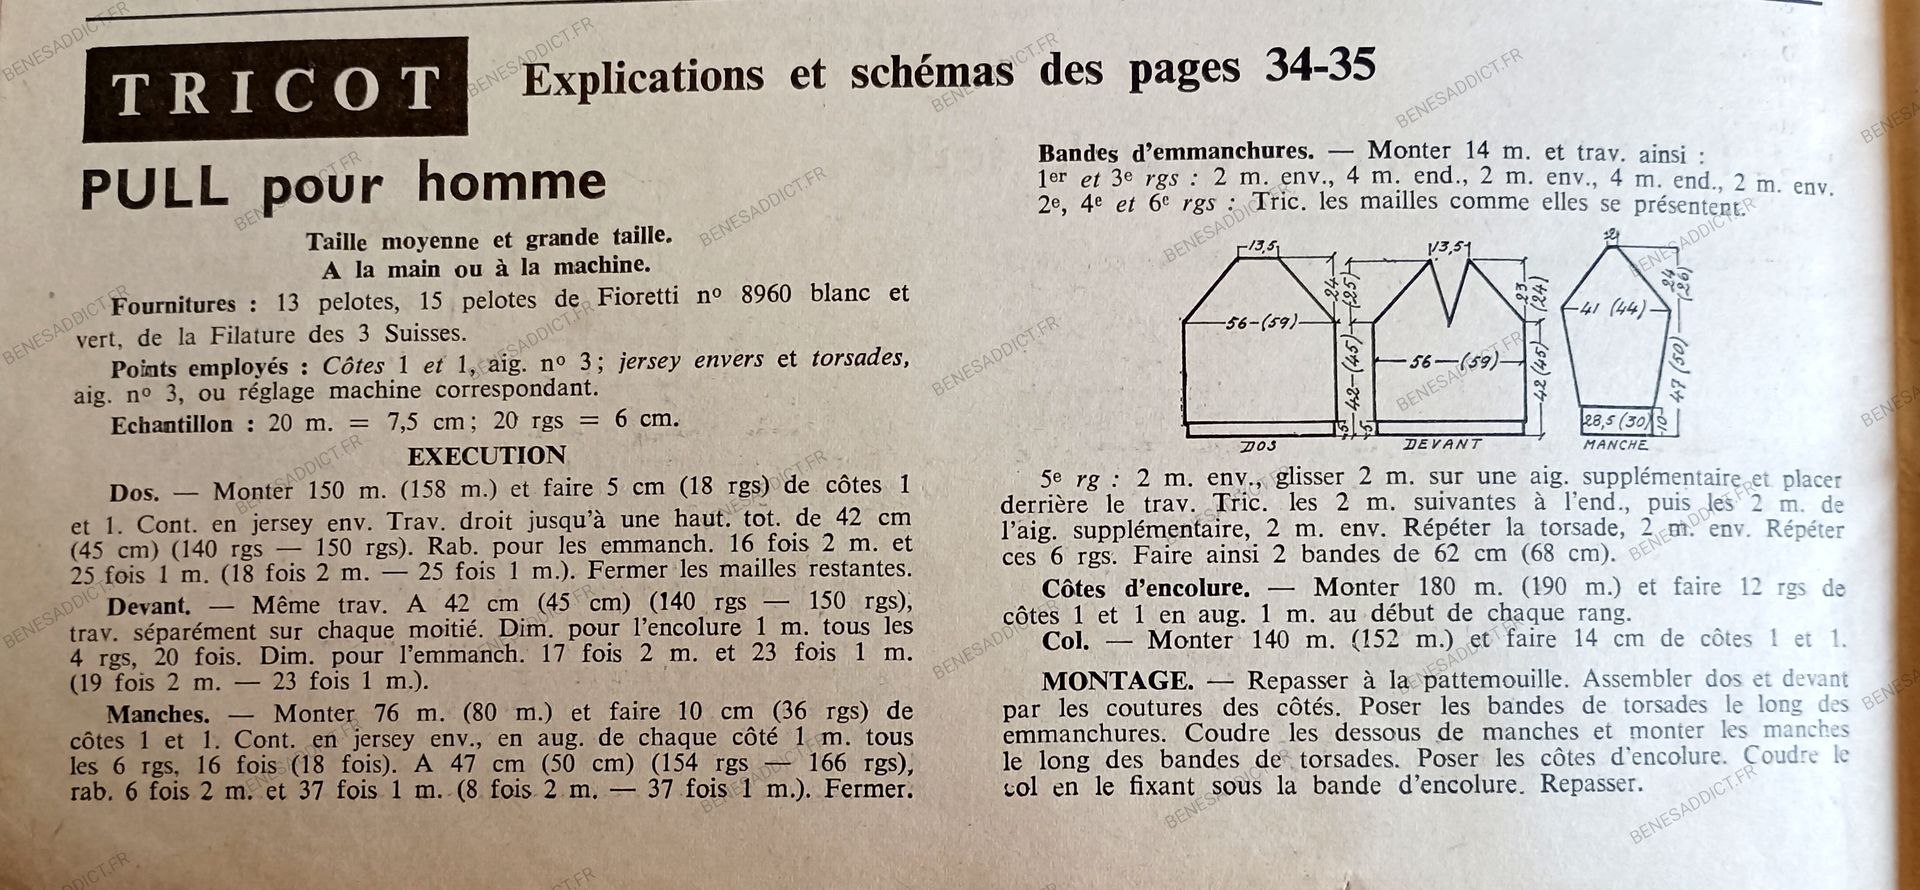 TRICOT
Explications et schémas des pages 34-35
PULL pour homme
Taille moyenne et grande taille.
A la main ou à la machine.
Fournitures : 13 pelotes, 15 pelotes de Fioretti nº 8960 blanc et
vert, de la Filature des 3 Suisses.
Points employés : Côtes 1 et 1, aig. nº 3 ; jersey envers et torsades,
aig. nº 3, ou réglage machine correspondant.
Echantillon : 20 m. = 7,5 cm ; 20 rgs = 6 cm.
EXECUTION
Dos. — Monter 150 m. (158 m.) et faire 5 cm (18 rgs) de côtes 1
et 1. Cont. en jersey env. Trav. droit jusqu'à une haut. tot. de 42 cm
(45 cm) (140 rgs — 150 rgs). Rab. pour les emmanch. 16 fois 2 m. et
25 fois 1 m. (18 fois 2 m. — 25 fois 1 m.). Fermer les mailles restantes.
Devant. — Même trav. A 42 cm (45 cm) (140 rgs — 150 rgs),
trav. séparément sur chaque moitié. Dim. pour l'encolure 1 m. tous les
4 rgs, 20 fois. Dim. pour l'emmanch. 17 fois 2 m. et 23 fois 1 m.
(19 fois 2 m. — 23 fois 1 m.).
Manches. — Monter 76 m. (80 m.) et faire 10 cm (36 rgs) de
côtes 1 et 1. Cont. en jersey env., en aug. de chaque côté 1 m. tous
les 6 rgs, 16 fois (18 fois). A 47 cm (50 cm) (154 rgs — 166 rgs),
rab. 6 fois 2 m. et 37 fois 1 m. (8 fois 2 m. — 37 fois 1 m.). Fermer.
Bandes d'emmanchures. — Monter 14 m. et trav. ainsi :
1er et 3e rgs : 2 m. env., 4 m. end., 2 m. env., 4 m. end., 2 m. env.
2e, 4e et 6e rgs : Tric. les mailles comme elles se présentent.
13,5
24
(25)
56-(59)
42-(45)
5
DOS
13,5
23
(24)
56-(59)
42(45)
5
DEVANT
2
24
(26)
41 (44)
47 (50)
28,5 (30)
10
MANCHE
5e rg : 2 m. env., glisser 2 m. sur une aig. supplémentaire et placer
derrière le trav. Tric. les 2 m. suivantes à l'end., puis les 2 m. de
l'aig. supplémentaire, 2 m. env. Répéter la torsade, 2 m. env. Répéter
ces 6 rgs. Faire ainsi 2 bandes de 62 cm (68 cm).
Côtes d'encolure. — Monter 180 m. (190 m.) et faire 12 rgs de
côtes 1 et 1 en aug. 1 m. au début de chaque rang.
Col. — Monter 140 m. (152 m.) et faire 14 cm de côtes 1 et 1.
MONTAGE. — Repasser à la pattemouille. Assembler dos et devant
par les coutures des côtés. Poser les bandes de torsades le long des
emmanchures. Coudre les dessous de manches et monter les manches
le long des bandes de torsades. Poser les côtes d'encolure. Coudre le
col en le fixant sous la bande d'encolure. Repasser.
BENESADDICT.FR